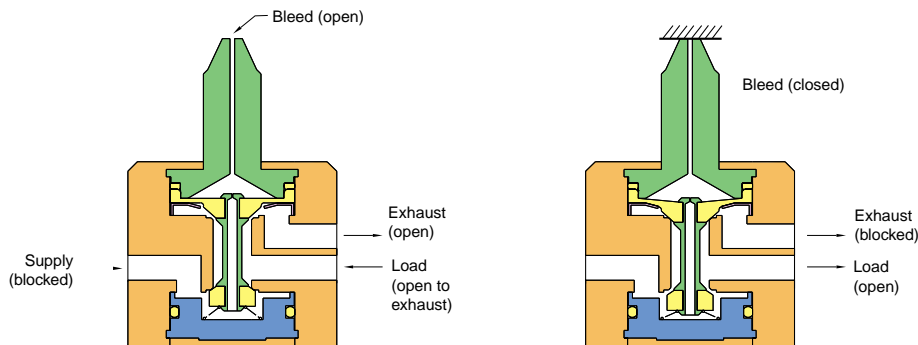 Bleed (open)
Bleed (closed)
Exhaust
(open)
Supply
(blocked)
Load
(open to
exhaust)
Exhaust
(blocked)
Load
(open)